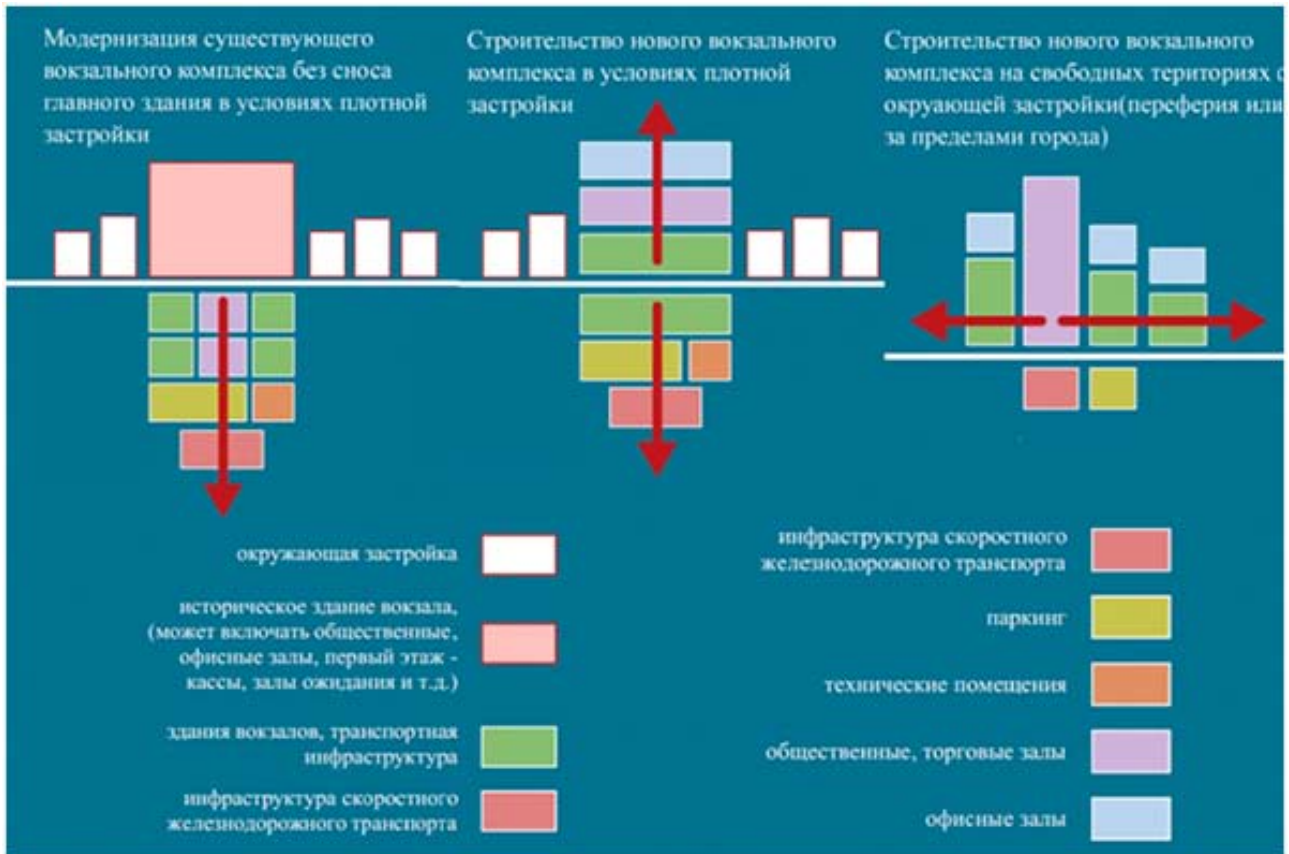 Модернизация существующего
вокзального комплекса без сноса
главного здания в условиях плотной
застройки
Строительство нового вокзального
комплекса в условиях плотной
застройки
Строительство нового вокзального
комплекса на свободных територияx
окруающей застройки(переферия или
за пределами города)
окружающая застройка
историческое здание вокзала,
(может включать общественные,
офисные залы, первый этаж -
кассы, залы ожидания и т.д.)
здания вокзалов, транспортная
инфраструктура
инфраструктура скоростного
железнодорожного транспорта
инфраструктура скоростного
железнодорожного транспорта
паркинг
технические помещения
общественные, торговые залы
офисные залы